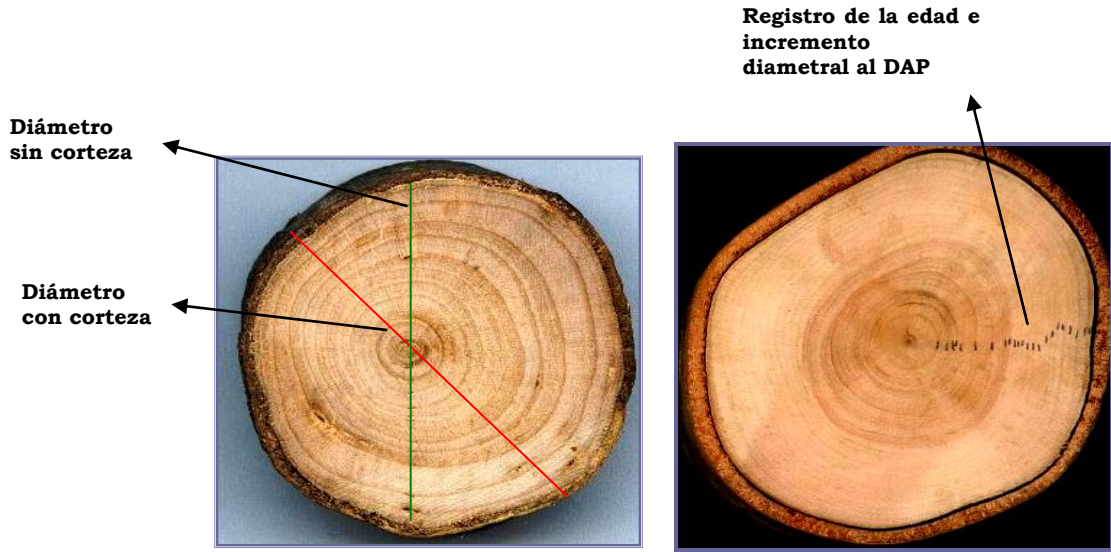 Registro de la edad e
incremento
diametral al DAP
Diámetro
sin corteza
Diámetro
con corteza